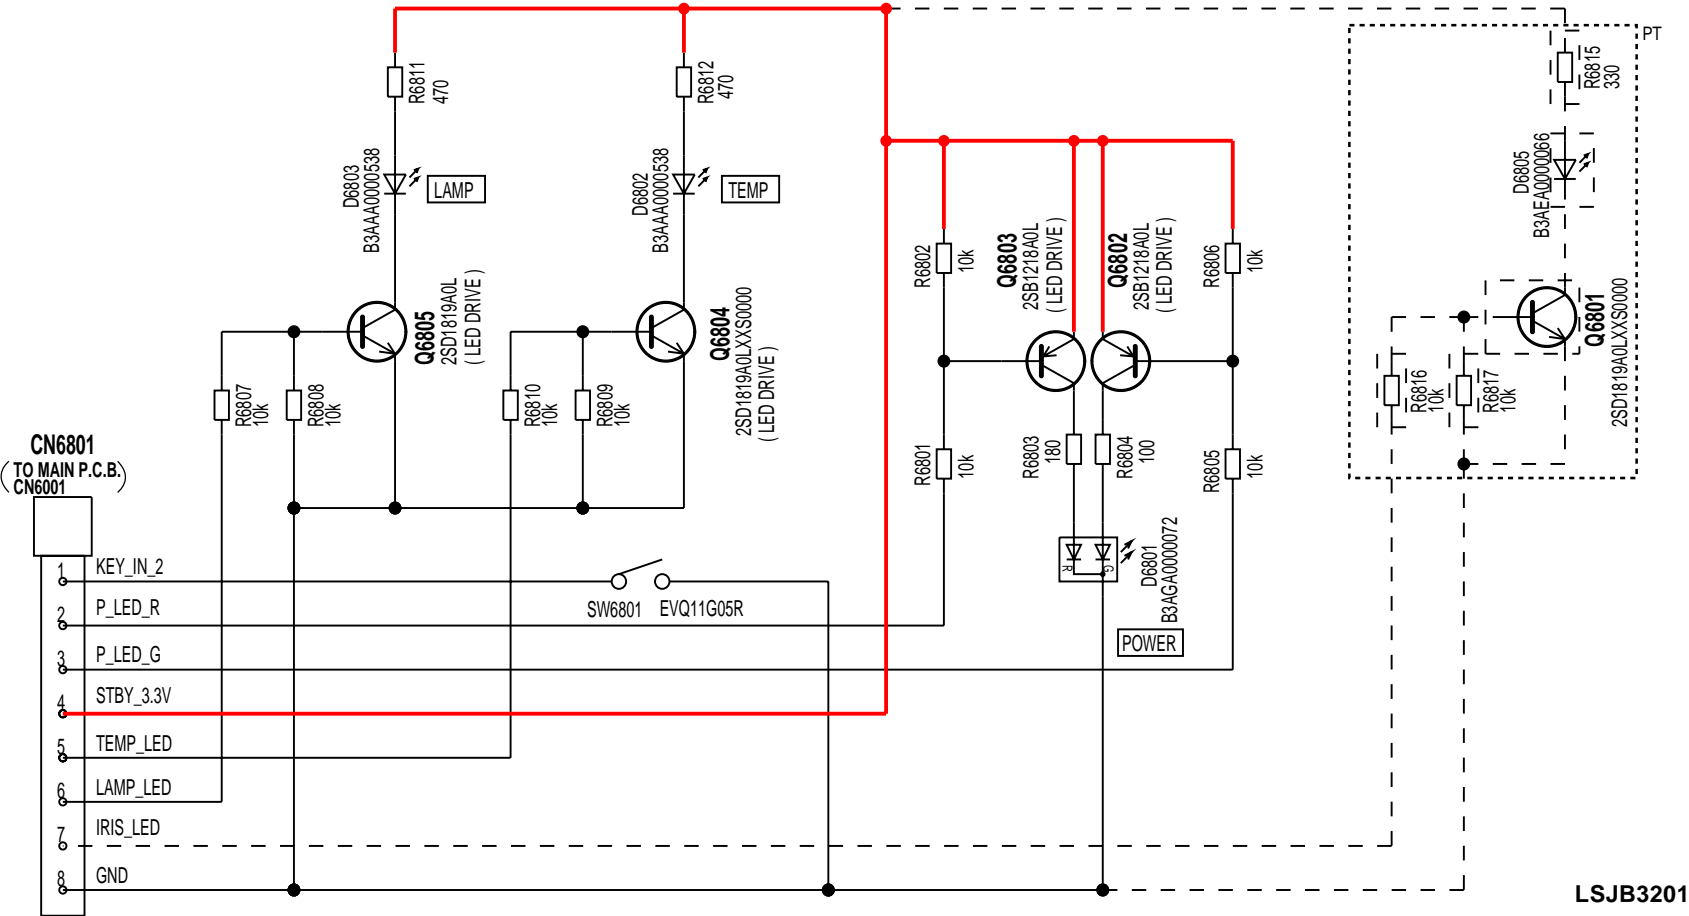 PT
R6811
470
R6812
470
R6815
330
D6803
B3AAA0000538
LAMP
D6802
B3AAA0000538
TEMP
D6805
B3AEA0000066
R6802
10k
Q6803
2SB1218A0L
( LED DRIVE )
Q6802
2SB1218A0L
( LED DRIVE )
R6806
10k
Q6805
2SD1819A0L
( LED DRIVE )
Q6804
2SD1819A0LXXS0000
( LED DRIVE )
Q6801
2SD1819A0LXXS0000
R6807
10k
R6808
10k
R6810
10k
R6809
10k
R6816
10k
R6817
10k
R6801
10k
R6803
180
R6804
100
R6805
10k
CN6801
( TO MAIN P.C.B. )
CN6001
R
G
D6801
B3AGA0000072
POWER
1 KEY_IN_2
SW6801 EVQ11G05R
2 P_LED_R
3 P_LED_G
4 STBY_3.3V
5 TEMP_LED
6 LAMP_LED
7 IRIS_LED
8 GND
LSJB3201